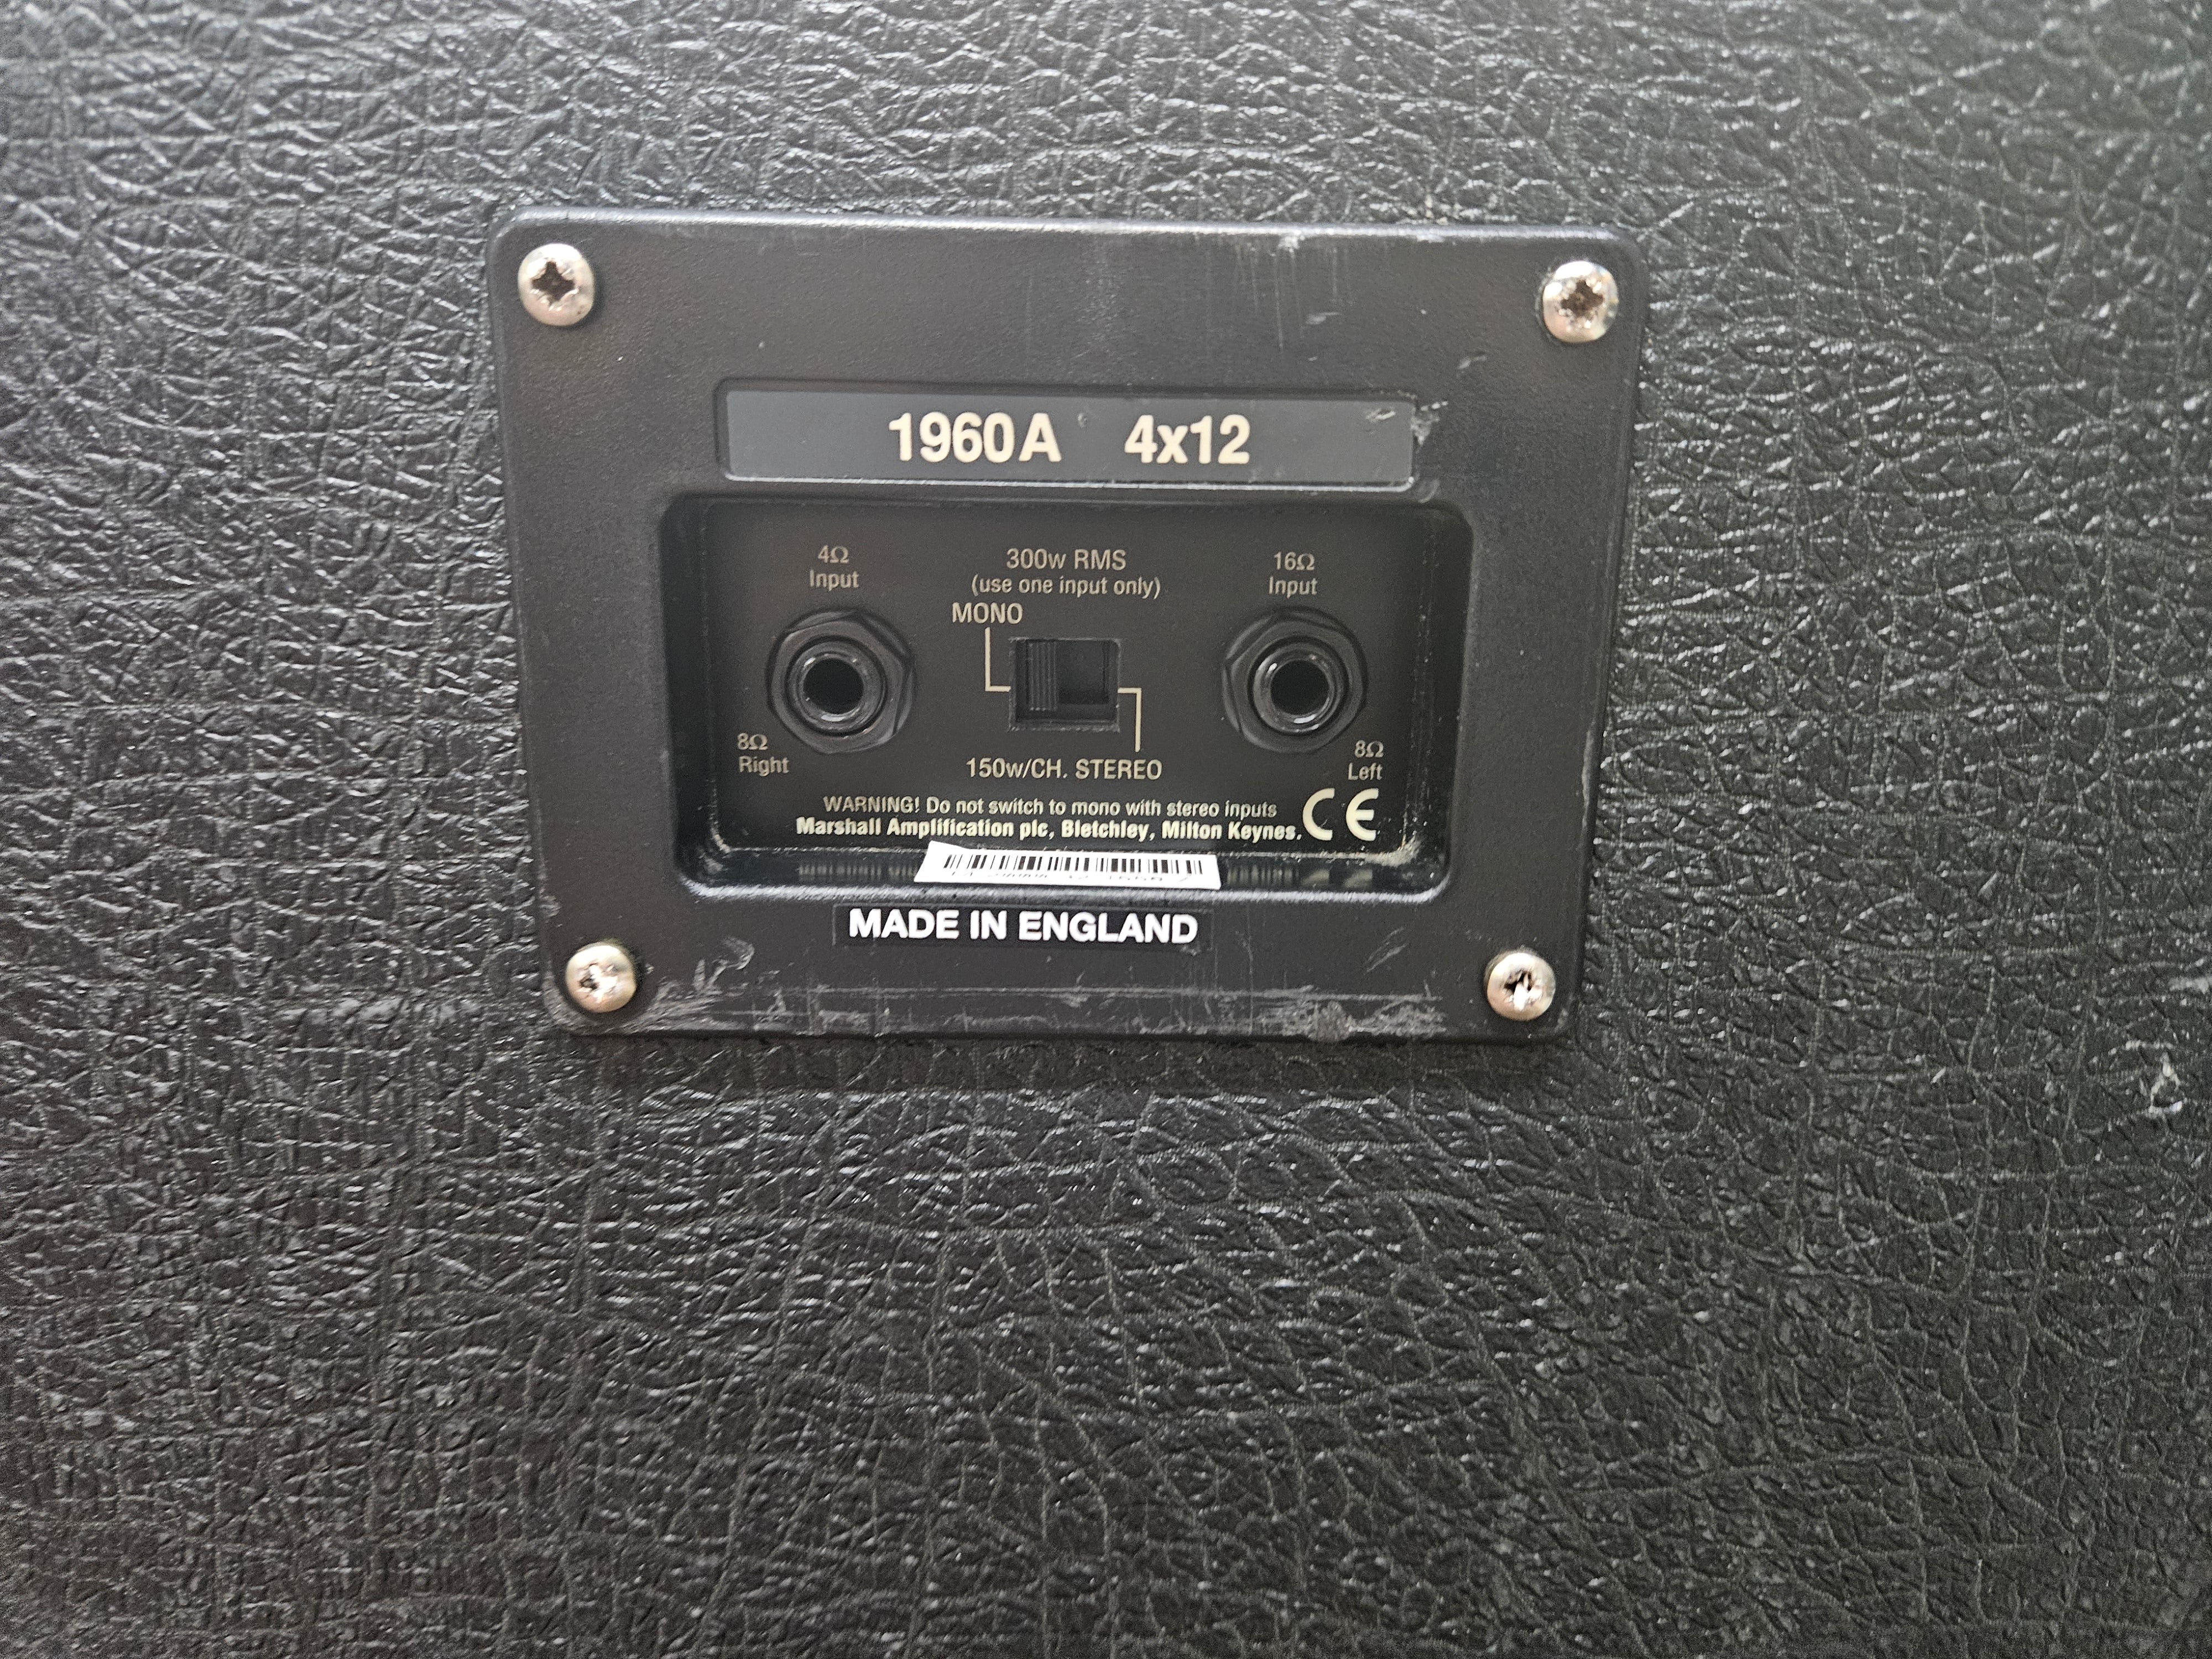 1960A 4x12
4Ω
Input
300w RMS
(use one input only)
MONO
16Ω
Input
8Ω
Right
150w/CH. STEREO
8Ω
Left
WARNING! Do not switch to mono with stereo inputs
Marshall Amplification plc, Bletchley, Milton Keynes.
CE
MADE IN ENGLAND